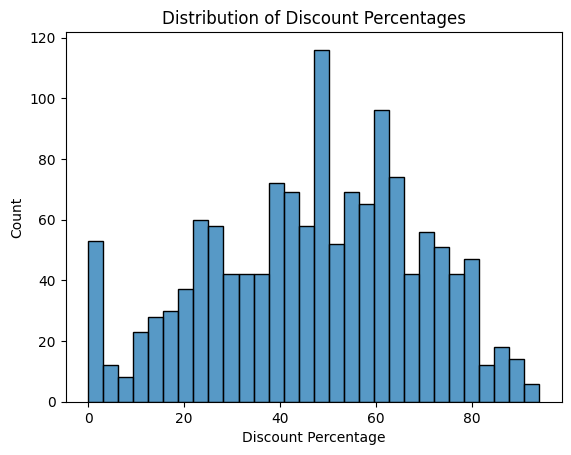 Distribution of Discount Percentages
120
100
80
60
40
20
0
Count
0 20 40 60 80
Discount Percentage